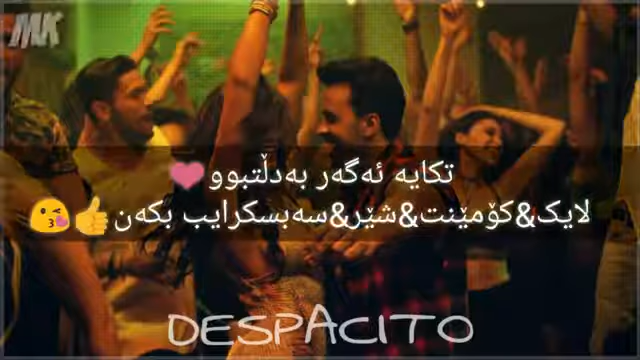 MK
تکایە ئەگەر بەدڵتبوو❤
لایک&کۆمێنت&شێر&سەبسکرایب بکەن👍😘
DESPACITO